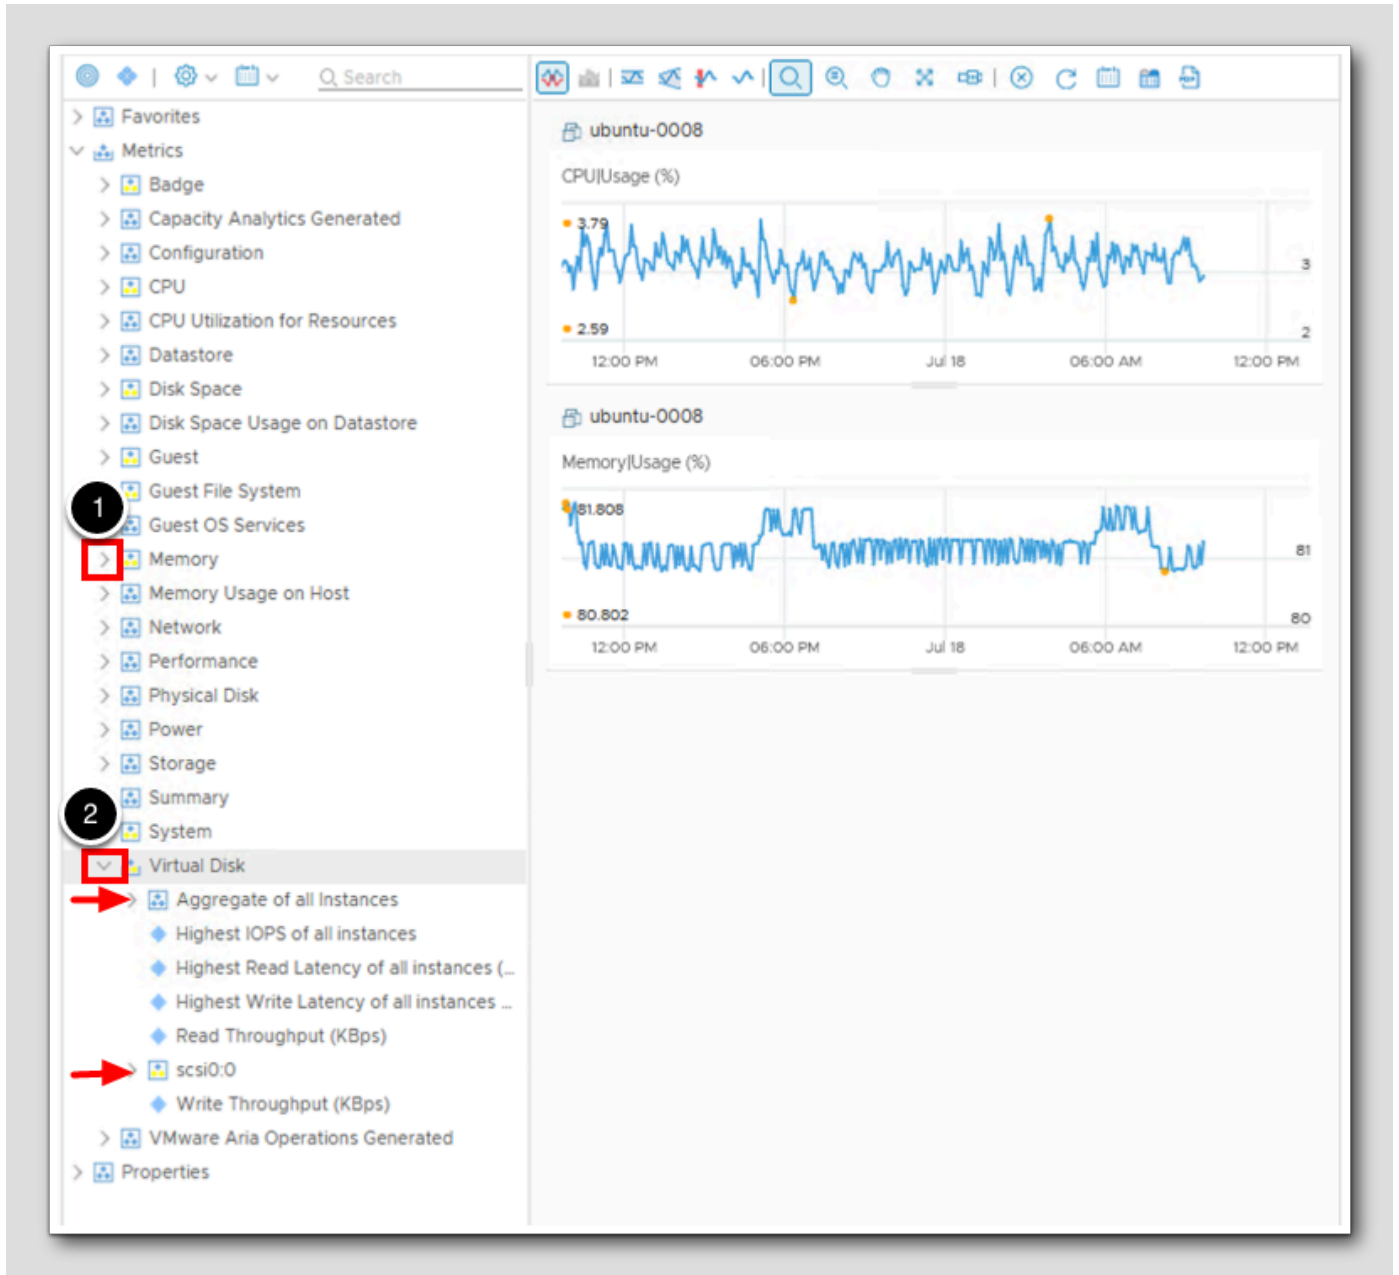 Search
Favorites
Metrics
Badge
Capacity Analytics Generated
Configuration
CPU
CPU Utilization for Resources
Datastore
Disk Space
Disk Space Usage on Datastore
Guest
Guest File System
1
Guest OS Services
Memory
Memory Usage on Host
Network
Performance
Physical Disk
Power
Storage
Summary
2
System
Virtual Disk
Aggregate of all Instances
Highest IOPS of all instances
Highest Read Latency of all instances (...
Highest Write Latency of all instances ...
Read Throughput (KBps)
scsi0:0
Write Throughput (KBps)
VMware Aria Operations Generated
Properties
ubuntu-0008
CPU|Usage (%)
3.79
3
2.59
2
12:00 PM 06:00 PM Jul 18 06:00 AM 12:00 PM
ubuntu-0008
Memory|Usage (%)
81.808
81
80.802
80
12:00 PM 06:00 PM Jul 18 06:00 AM 12:00 PM